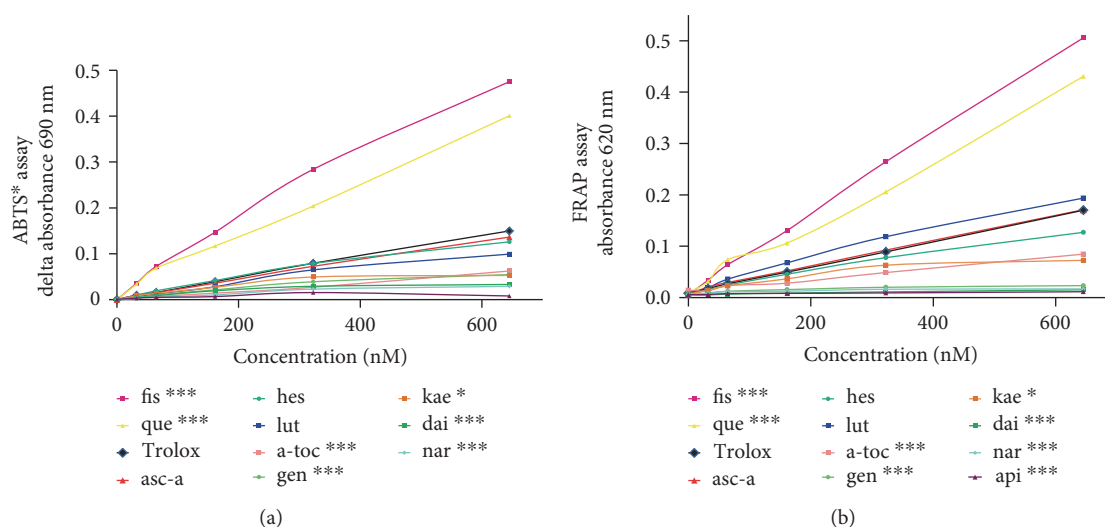 ABTS* assay
delta absorbance 690 nm
0.5
0.4
0.3
0.2
0.1
0
0 200 400 600
Concentration (nM)
fis ***
que ***
Trolox
asc-a
hes
lut
a-toc ***
gen ***
kae *
dai ***
nar ***
(a)
FRAP assay
absorbance 620 nm
0.5
0.4
0.3
0.2
0.1
0.0
0 200 400 600
Concentration (nM)
fis ***
que ***
Trolox
asc-a
hes
lut
a-toc ***
gen ***
kae *
dai ***
nar ***
api ***
(b)